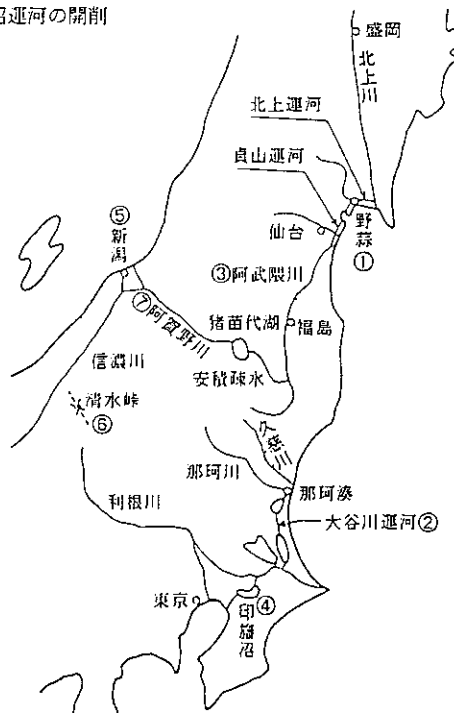 沼運河の開削
盛岡
北上川
北上運河
貞山運河
仙台
野蒜
①
⑤
新潟
③阿武隈川
⑦阿賀野川
猪苗代湖
福島
信濃川
安積疎水
清水峠
⑥
久慈川
那珂川
那珂湊
利根川
大谷川運河②
東京
印旛沼
④